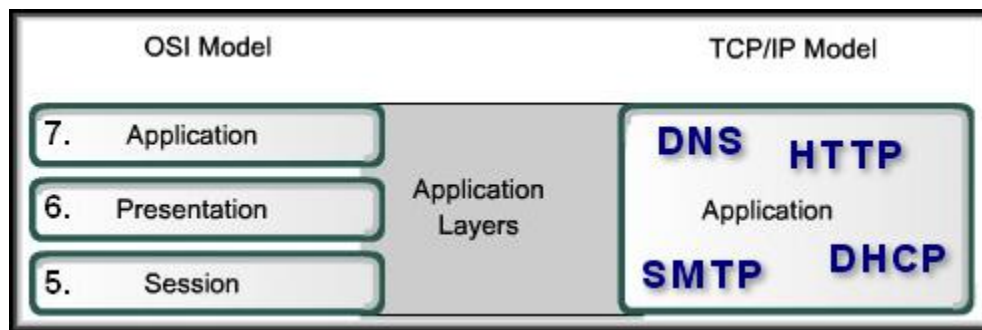 OSI Model
TCP/IP Model
7. Application
6. Presentation
5. Session
Application
Layers
DNS
HTTP
Application
SMTP
DHCP